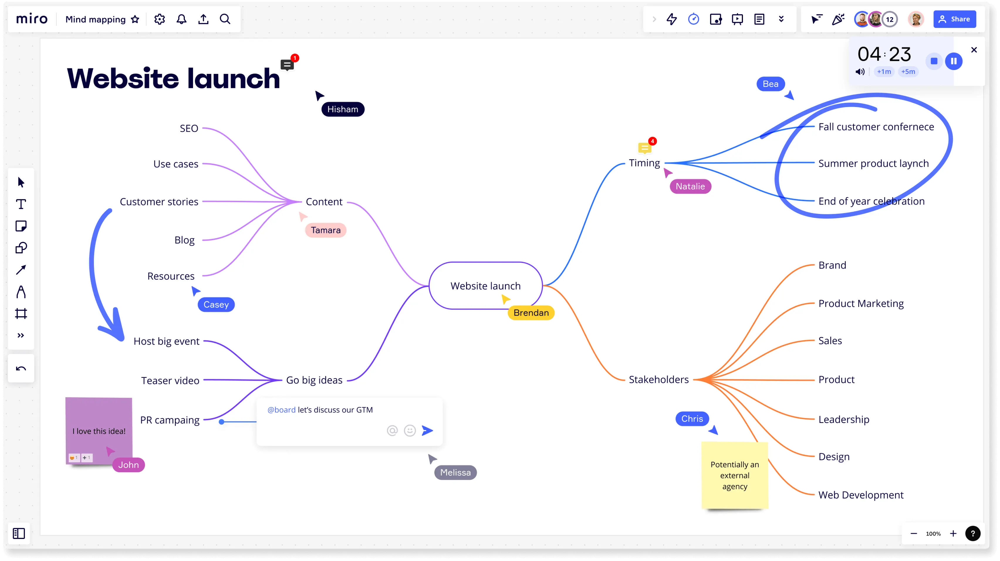 miro
Mind mapping
12
Share
04:23
+1m
+5m
Website launch
1
Hisham
Bea
SEO
Use cases
Customer stories
Blog
Resources
Content
Tamara
Casey
4
Timing
Natalie
Fall customer confernece
Summer product laynch
End of year celebration
Website launch
Brendan
Host big event
Teaser video
PR campaing
Go big ideas
@board let’s discuss our GTM
I love this idea!
1
1
John
Melissa
Stakeholders
Brand
Product Marketing
Sales
Product
Leadership
Design
Web Development
Chris
Potentially an
external
agency
100%
?